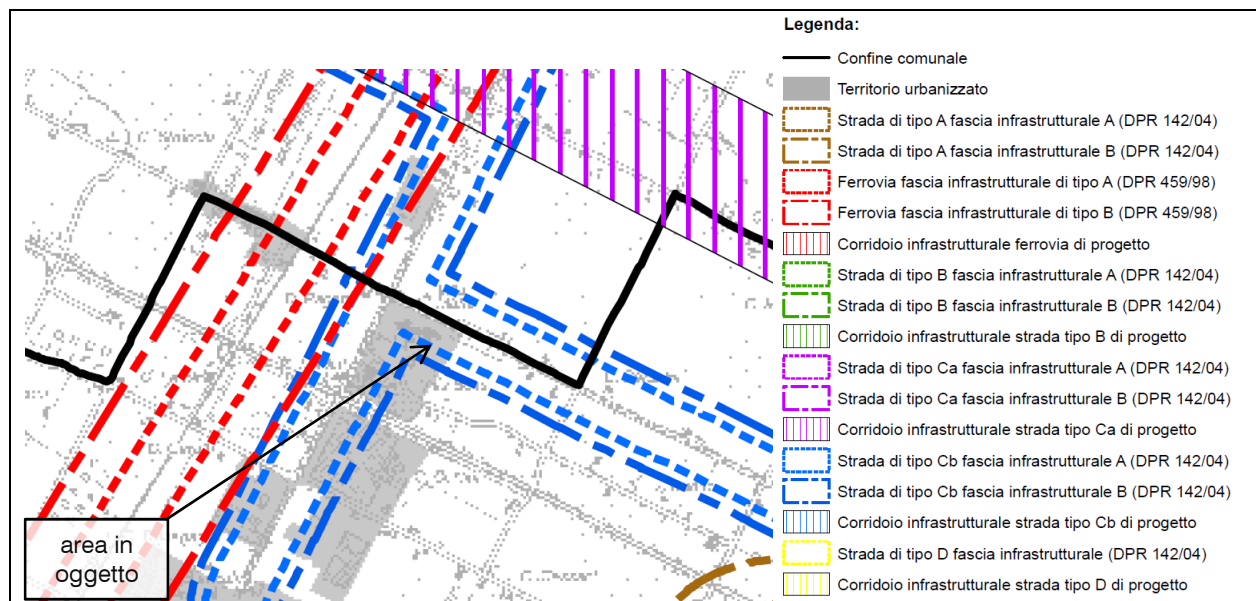 Legenda:
Confine comunale
Territorio urbanizzato
Strada di tipo A fascia infrastrutturale A (DPR 142/04)
Strada di tipo A fascia infrastrutturale B (DPR 142/04)
Ferrovia fascia infrastrutturale di tipo A (DPR 459/98)
Ferrovia fascia infrastrutturale di tipo B (DPR 459/98)
Corridoio infrastrutturale ferrovia di progetto
Strada di tipo B fascia infrastrutturale A (DPR 142/04)
Strada di tipo B fascia infrastrutturale B (DPR 142/04)
Corridoio infrastrutturale strada tipo B di progetto
Strada di tipo Ca fascia infrastrutturale A (DPR 142/04)
Strada di tipo Ca fascia infrastrutturale B (DPR 142/04)
Corridoio infrastrutturale strada tipo Ca di progetto
Strada di tipo Cb fascia infrastrutturale A (DPR 142/04)
Strada di tipo Cb fascia infrastrutturale B (DPR 142/04)
Corridoio infrastrutturale strada tipo Cb di progetto
Strada di tipo D fascia infrastrutturale (DPR 142/04)
Corridoio infrastrutturale strada tipo D di progetto
area in
oggetto